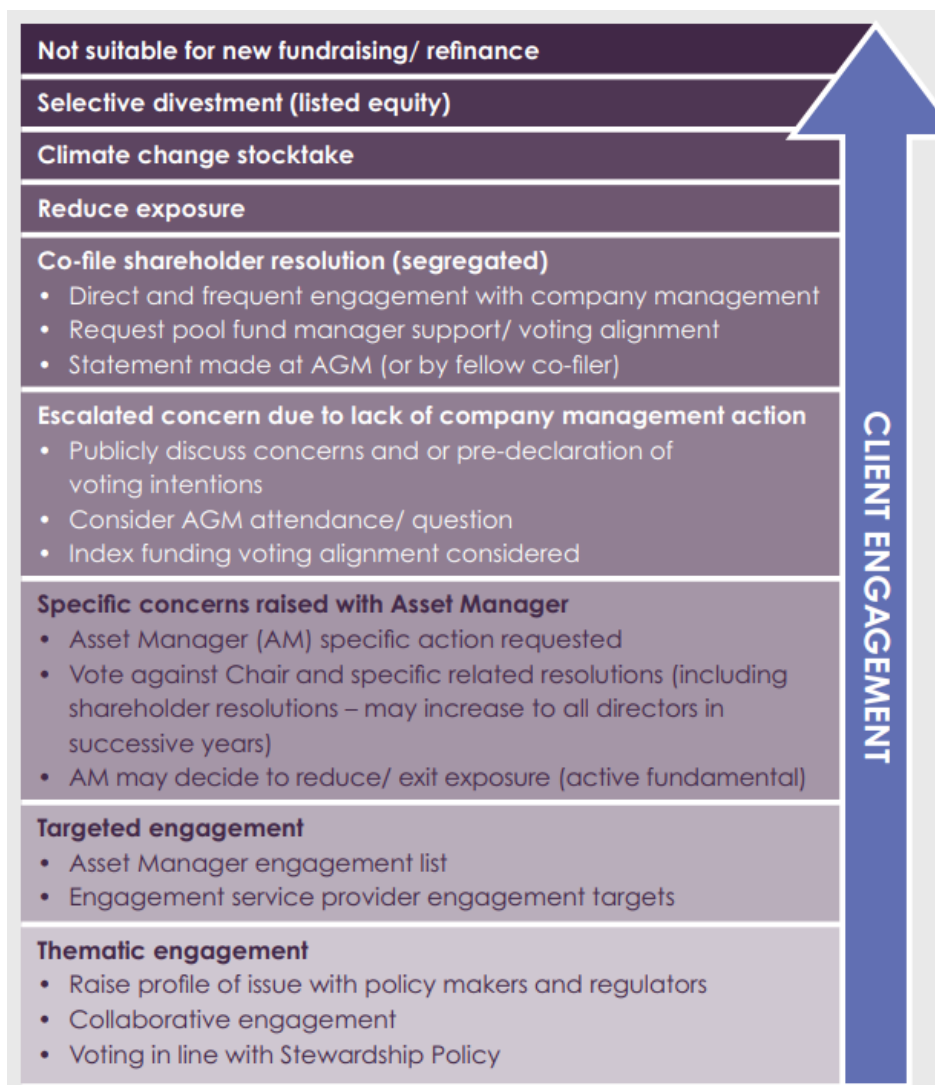 Not suitable for new fundraising/ refinance
Selective divestment (listed equity)
Climate change stocktake
Reduce exposure
Co-file shareholder resolution (segregated)
• Direct and frequent engagement with company management
• Request pool fund manager support/ voting alignment
• Statement made at AGM (or by fellow co-filer)
Escalated concern due to lack of company management action
• Publicly discuss concerns and or pre-declaration of
voting intentions
• Consider AGM attendance/ question
• Index funding voting alignment considered
Specific concerns raised with Asset Manager
• Asset Manager (AM) specific action requested
• Vote against Chair and specific related resolutions (including
shareholder resolutions – may increase to all directors in
successive years)
• AM may decide to reduce/ exit exposure (active fundamental)
Targeted engagement
• Asset Manager engagement list
• Engagement service provider engagement targets
Thematic engagement
• Raise profile of issue with policy makers and regulators
• Collaborative engagement
• Voting in line with Stewardship Policy
CLIENT ENGAGEMENT